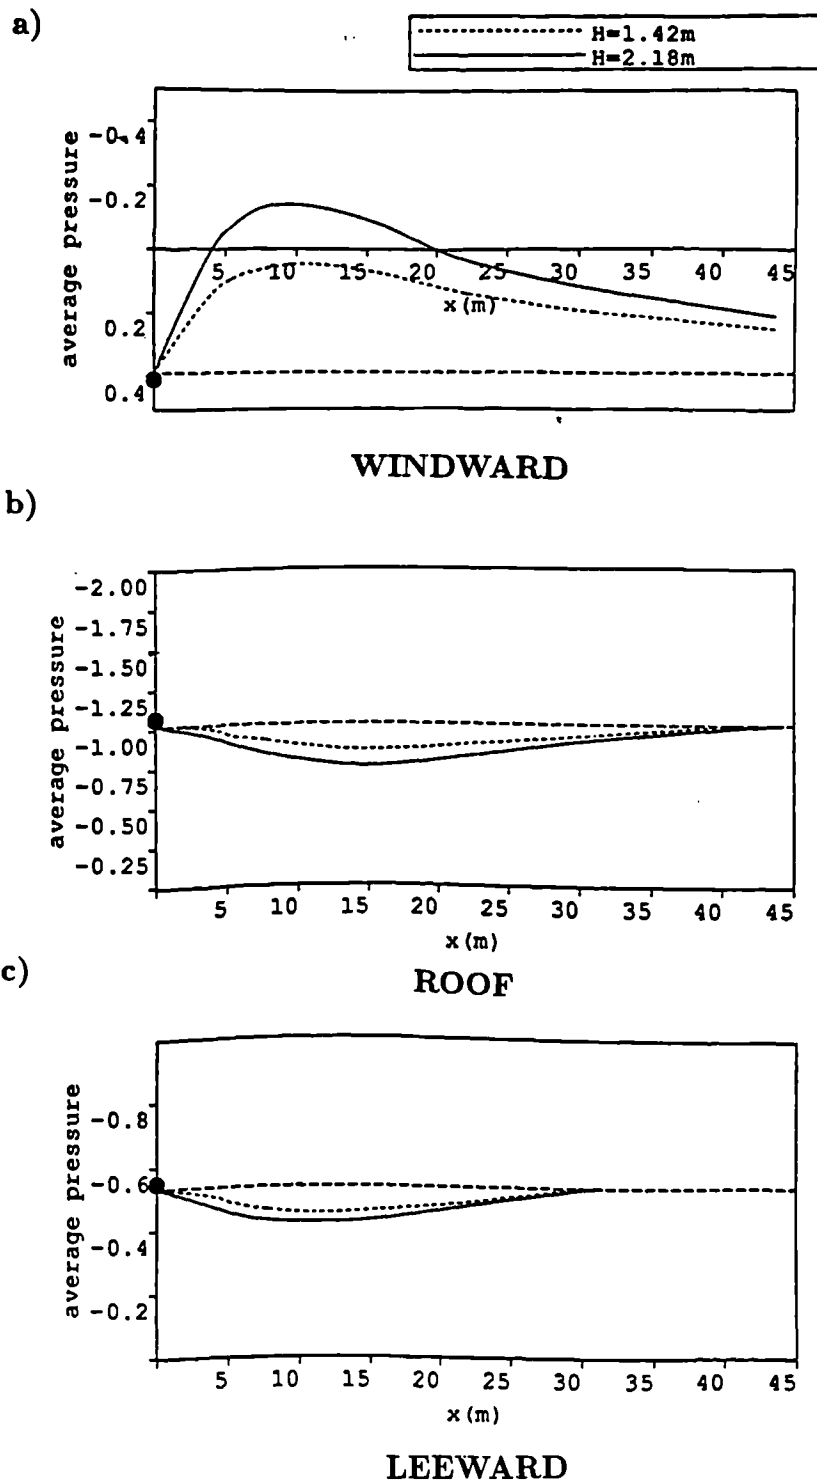 a)
H=1.42m
H=2.18m
average pressure
-0.4
-0.2
0.2
0.4
5 10 15 20 25 30 35 40 45
x(m)
WINDWARD
b)
average pressure
-2.00
-1.75
-1.50
-1.25
-1.00
-0.75
-0.50
-0.25
5 10 15 20 25 30 35 40 45
x(m)
ROOF
c)
average pressure
-0.8
-0.6
-0.4
-0.2
5 10 15 20 25 30 35 40 45
x(m)
LEEWARD